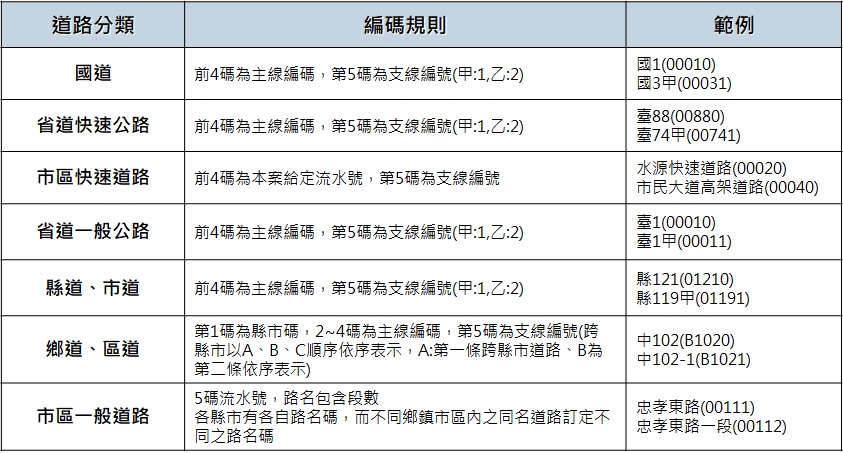 道路分類
編碼規則
範例
國道
前4碼為主線編碼，第5碼為支線編號(甲:1,乙:2)
國1(00010)
國3甲(00031)
省道快速公路
前4碼為主線編碼，第5碼為支線編號(甲:1,乙:2)
臺88(00880)
臺74甲(00741)
市區快速道路
前4碼為本案給定流水號，第5碼為支線編號
水源快速道路(00020)
市民大道高架道路(00040)
省道一般公路
前4碼為主線編碼，第5碼為支線編號(甲:1,乙:2)
臺1(00010)
臺1甲(00011)
縣道、市道
前4碼為主線編碼，第5碼為支線編號(甲:1,乙:2)
縣121(01210)
縣119甲(01191)
鄉道、區道
第1碼為縣市碼，2~4碼為主線編碼，第5碼為支線編號(跨
縣市以A、B、C順序依序表示，A:第一條跨縣市道路、B為
第二條依序表示)
中102(B1020)
中102-1(B1021)
市區一般道路
5碼流水號，路名包含段數
各縣市有各自路名碼，而不同鄉鎮市區內之同名道路訂定不
同之路名碼
忠孝東路(00111)
忠孝東路一段(00112)